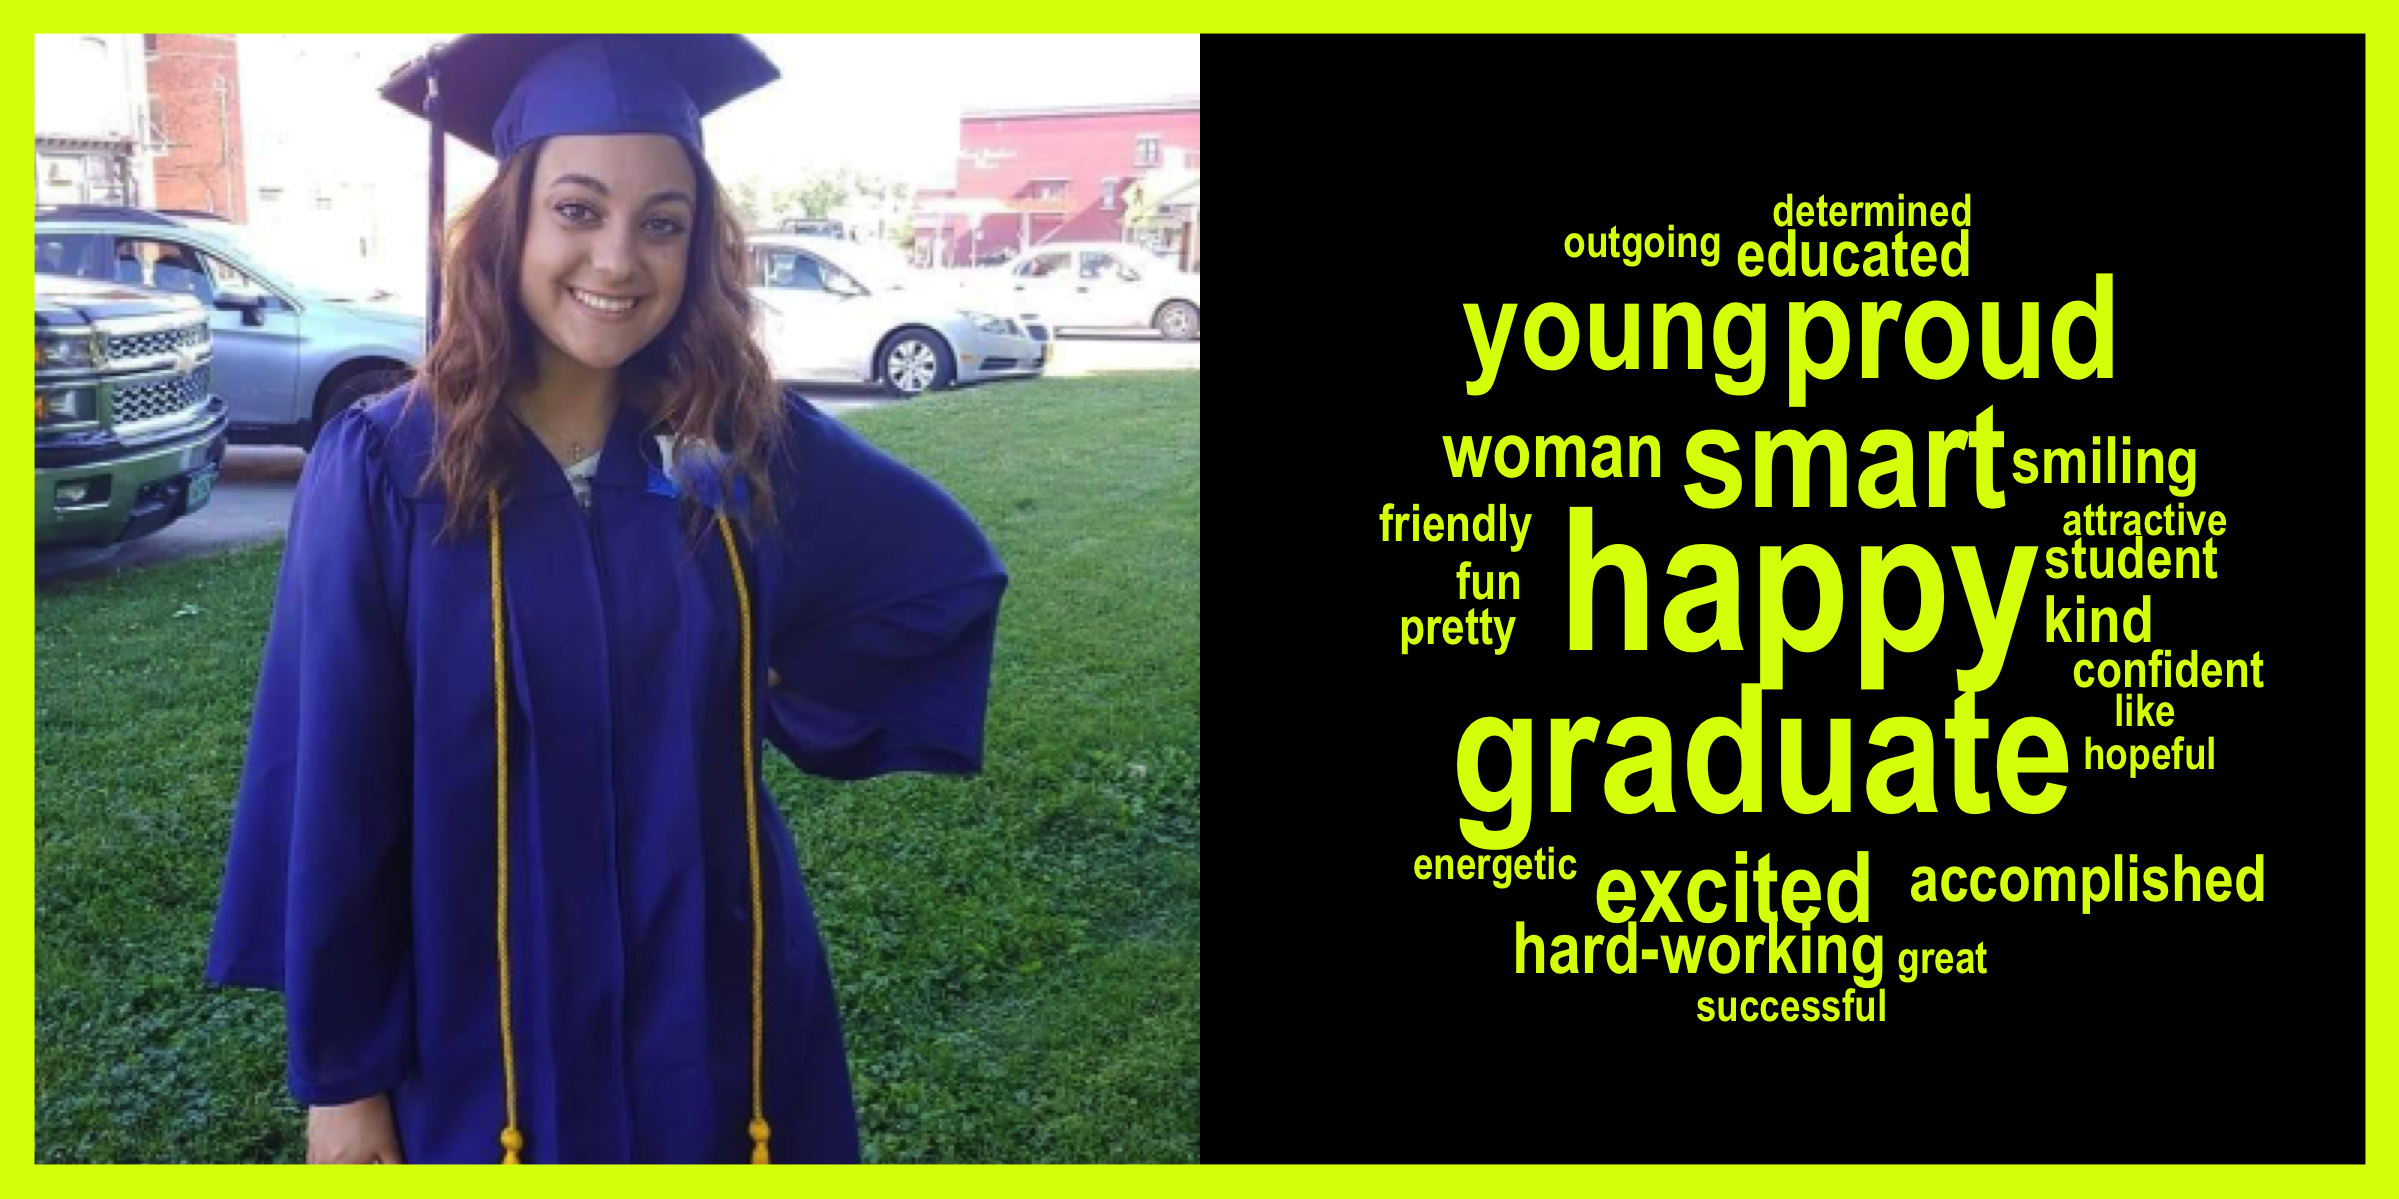 determined
outgoing educated
young proud
woman smart smiling
friendly attractive
happy student
fun kind
pretty confident
like
graduate hopeful
energetic excited accomplished
hard-working great
successful